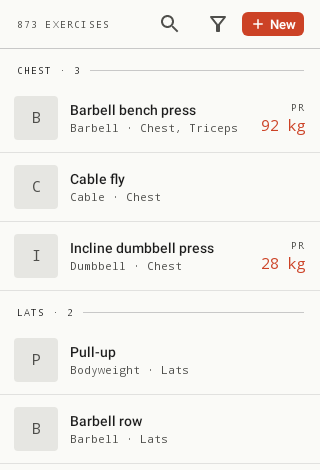 873 EXERCISES
+ New
CHEST · 3
B
Barbell bench press
Barbell · Chest, Triceps
PR
92 kg
C
Cable fly
Cable · Chest
I
Incline dumbbell press
Dumbbell · Chest
PR
28 kg
LATS · 2
P
Pull-up
Bodyweight · Lats
B
Barbell row
Barbell · Lats